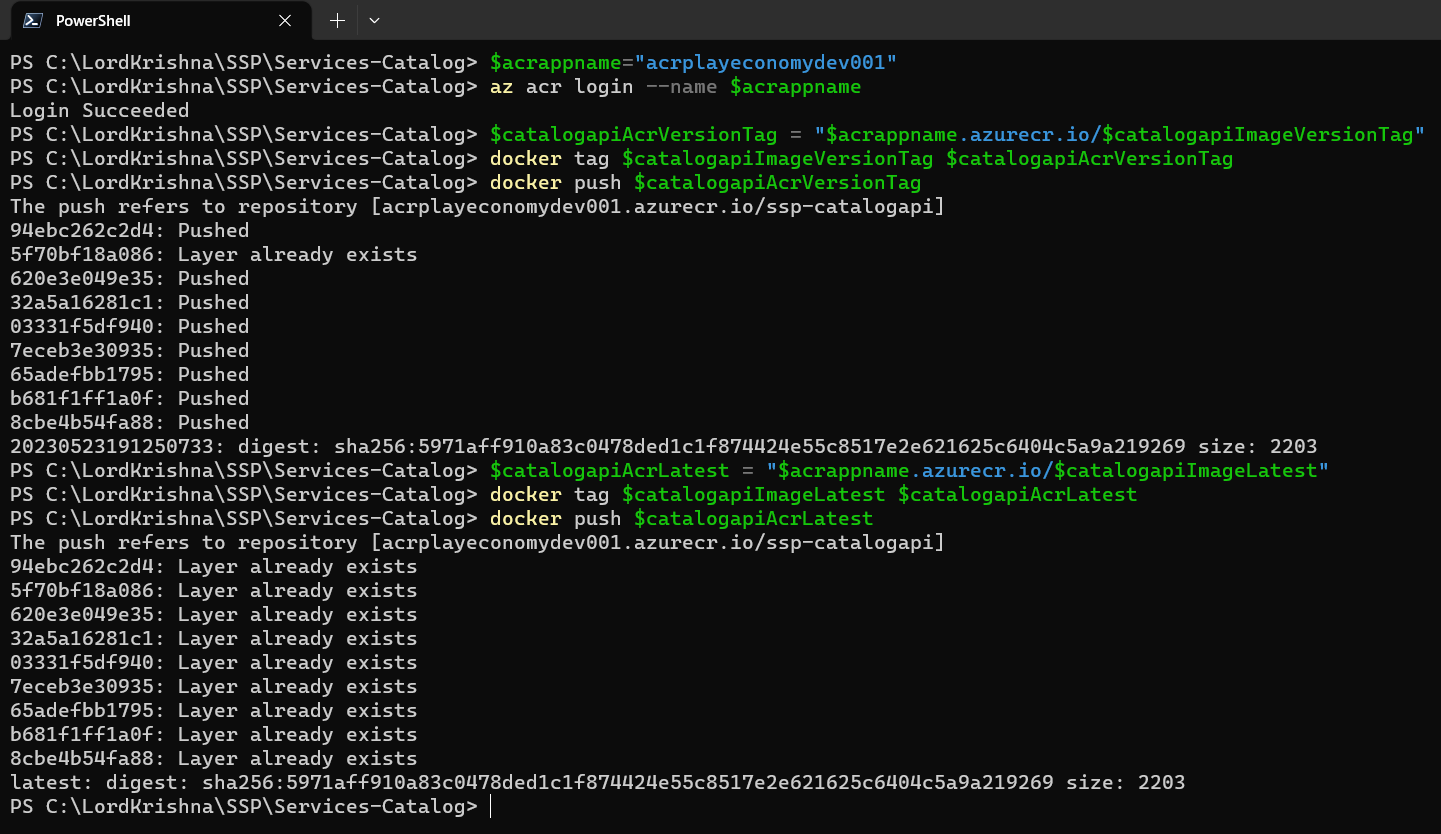 PowerShell
PS C:\LordKrishna\SSP\Services-Catalog> $acrappname="acrplayeconomydev001"
PS C:\LordKrishna\SSP\Services-Catalog> az acr login --name $acrappname
Login Succeeded
PS C:\LordKrishna\SSP\Services-Catalog> $catalogapiAcrVersionTag = "$acrappname.azurecr.io/$catalogapiImageVersionTag"
PS C:\LordKrishna\SSP\Services-Catalog> docker tag $catalogapiImageVersionTag $catalogapiAcrVersionTag
PS C:\LordKrishna\SSP\Services-Catalog> docker push $catalogapiAcrVersionTag
The push refers to repository [acrplayeconomydev001.azurecr.io/ssp-catalogapi]
94ebc262c2d4: Pushed
5f70bf18a086: Layer already exists
620e3e049e35: Pushed
32a5a16281c1: Pushed
03331f5df940: Pushed
7eceb3e30935: Pushed
65adefbb1795: Pushed
b681f1ff1a0f: Pushed
8cbe4b54fa88: Pushed
20230523191250733: digest: sha256:5971aff910a83c0478ded1c1f874424e55c8517e2e621625c6404c5a9a219269 size: 2203
PS C:\LordKrishna\SSP\Services-Catalog> $catalogapiAcrLatest = "$acrappname.azurecr.io/$catalogapiImageLatest"
PS C:\LordKrishna\SSP\Services-Catalog> docker tag $catalogapiImageLatest $catalogapiAcrLatest
PS C:\LordKrishna\SSP\Services-Catalog> docker push $catalogapiAcrLatest
The push refers to repository [acrplayeconomydev001.azurecr.io/ssp-catalogapi]
94ebc262c2d4: Layer already exists
5f70bf18a086: Layer already exists
620e3e049e35: Layer already exists
32a5a16281c1: Layer already exists
03331f5df940: Layer already exists
7eceb3e30935: Layer already exists
65adefbb1795: Layer already exists
b681f1ff1a0f: Layer already exists
8cbe4b54fa88: Layer already exists
latest: digest: sha256:5971aff910a83c0478ded1c1f874424e55c8517e2e621625c6404c5a9a219269 size: 2203
PS C:\LordKrishna\SSP\Services-Catalog>